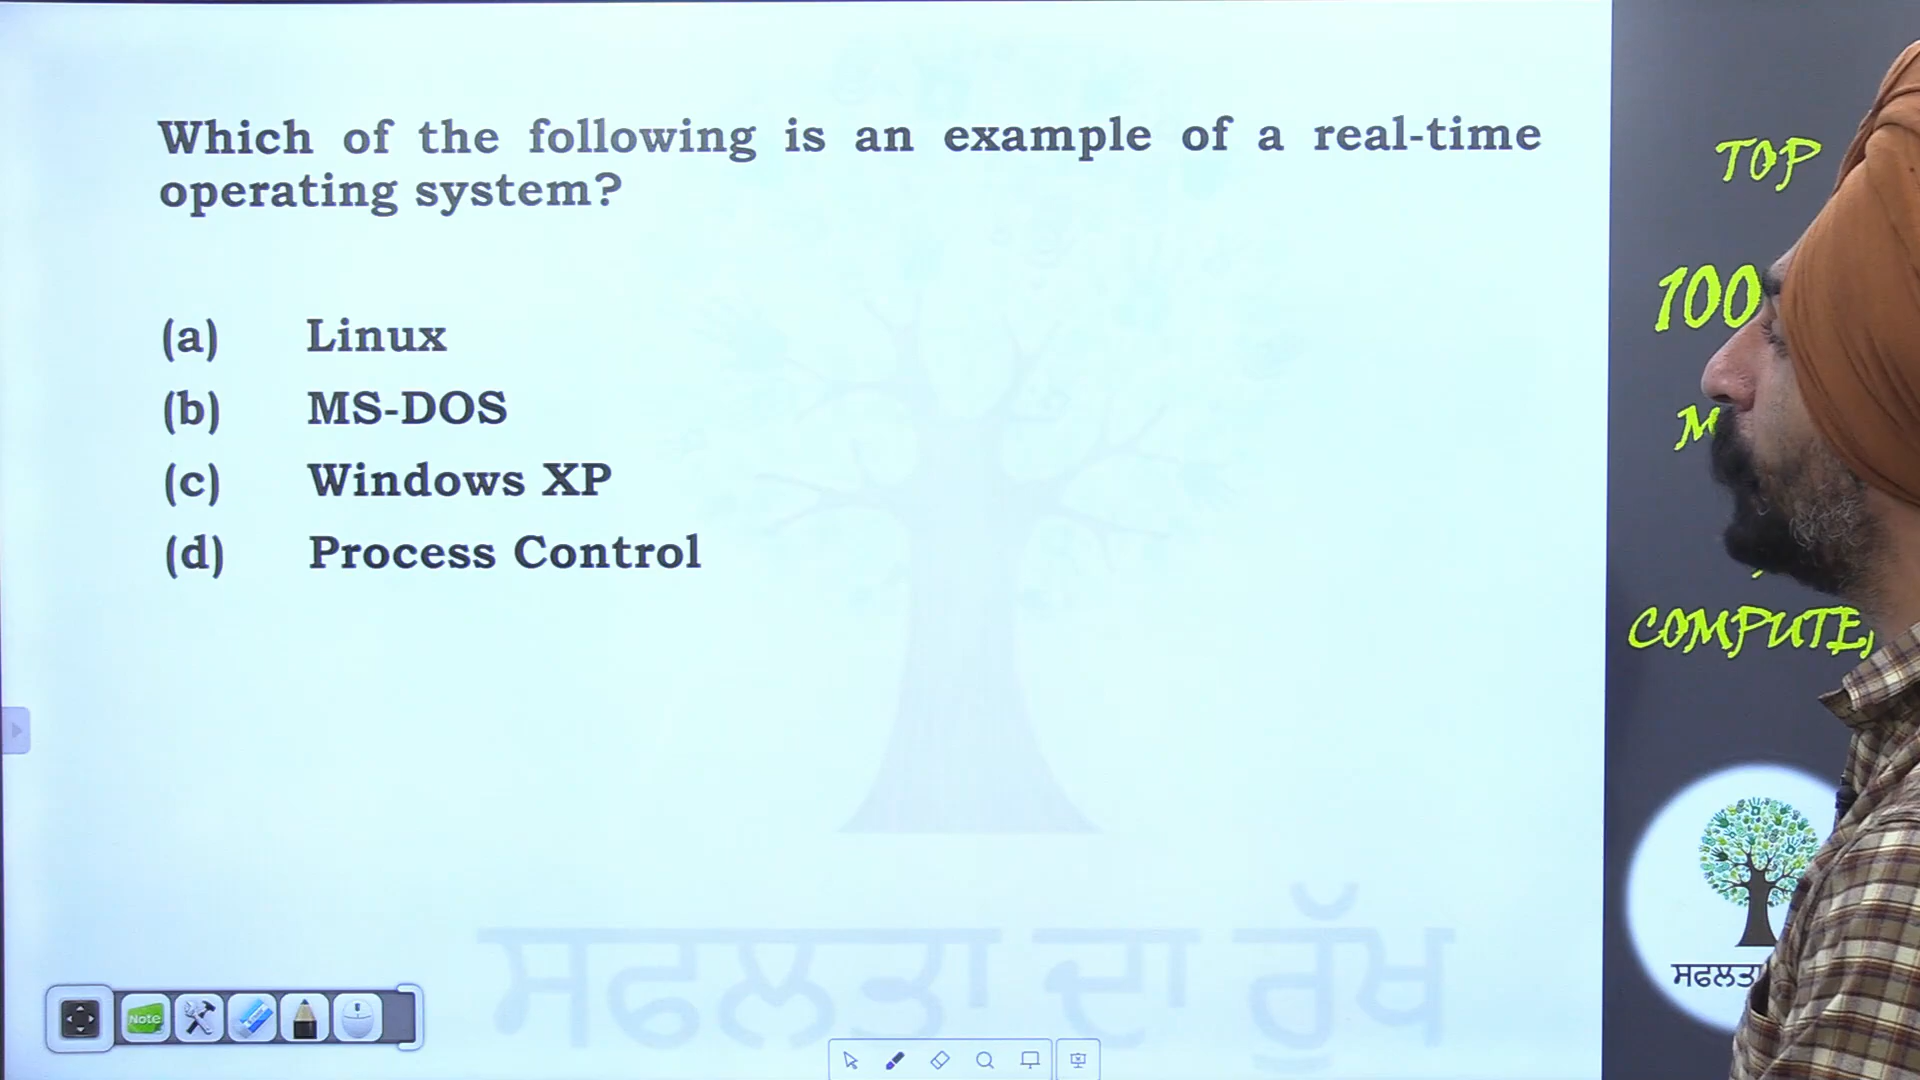 Which of the following is an example of a real-time
operating system?
(a) Linux
(b) MS-DOS
(c) Windows XP
(d) Process Control
ਸਫਲਤਾ ਦਾ ਰੁੱਖ
Note
TOP
100
COMPUTE
ਸਫਲਤਾ